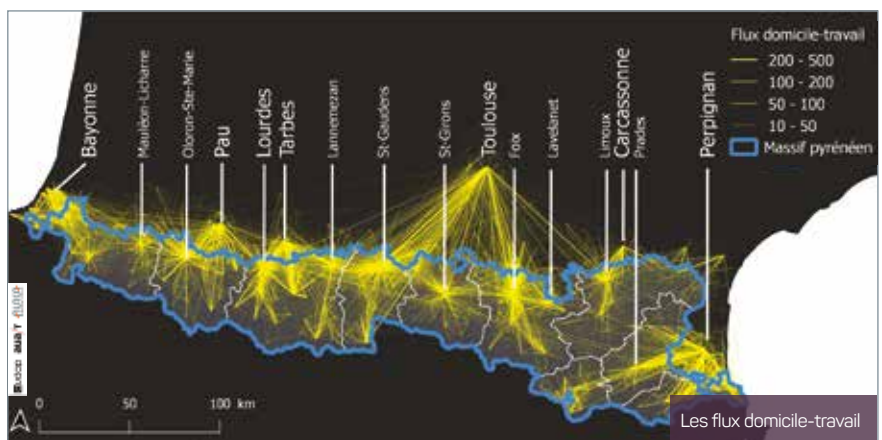 Bayonne
Mauléon-Licharre
Oloron-Ste-Marie
Pau
Lourdes
Tarbes
Lannemezan
St-Gaudens
St-Girons
Toulouse
Foix
Lavelanet
Limoux
Carcassonne
Prades
Perpignan
Flux domicile-travail
200 - 500
100 - 200
50 - 100
10 - 50
Massif pyrénéen
0 50 100 km
Les flux domicile-travail